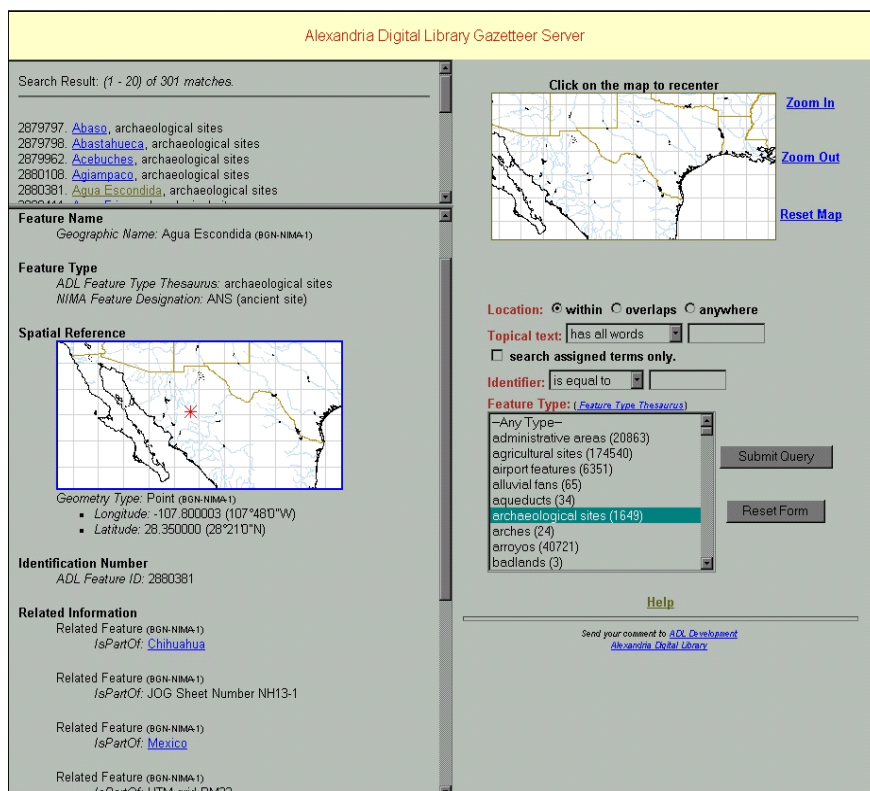 Alexandria Digital Library Gazetteer Server
Search Result: (1 - 20) of 301 matches.
2879797. Abaso, archaeological sites
2879798. Abastahueca, archaeological sites
2879962. Acebuches, archaeological sites
2880108. Agiampaco, archaeological sites
2880381. Agua Escondida, archaeological sites
Feature Name
Geographic Name: Agua Escondida (BGN-NIMA-1)
Feature Type
ADL Feature Type Thesaurus: archaeological sites
NIMA Feature Designation: ANS (ancient site)
Spatial Reference
Geometry Type: Point (BGN-NIMA-1)
▪ Longitude: -107.800003 (107°48'0"W)
▪ Latitude: 28.350000 (28°21'0"N)
Identification Number
ADL Feature ID: 2880381
Related Information
Related Feature (BGN-NIMA-1)
IsPartOf: Chihuahua
Related Feature (BGN-NIMA-1)
IsPartOf: JOG Sheet Number NH13-1
Related Feature (BGN-NIMA-1)
IsPartOf: Mexico
Related Feature (BGN-NIMA-1)
Click on the map to recenter
Zoom In
Zoom Out
Reset Map
Location: within overlaps anywhere
Topical text: has all words
search assigned terms only.
Identifier: is equal to
Feature Type: ( Feature Type Thesaurus)
--Any Type--
administrative areas (20863)
agricultural sites (174540)
airport features (6351)
alluvial fans (65)
aqueducts (34)
archaeological sites (1649)
arches (24)
arroyos (40721)
badlands (3)
Submit Query
Reset Form
Help
Send your comment to ADL Development
Alexandria Digital Library